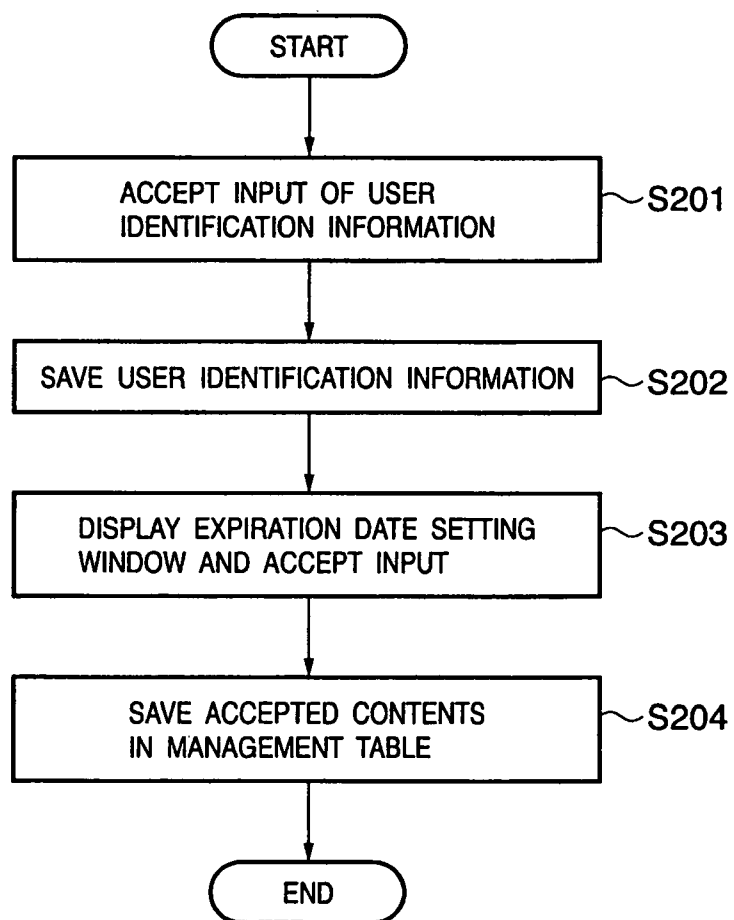 START
ACCEPT INPUT OF USER
IDENTIFICATION INFORMATION
S201
SAVE USER IDENTIFICATION INFORMATION
S202
DISPLAY EXPIRATION DATE SETTING
WINDOW AND ACCEPT INPUT
S203
SAVE ACCEPTED CONTENTS
IN MANAGEMENT TABLE
S204
END